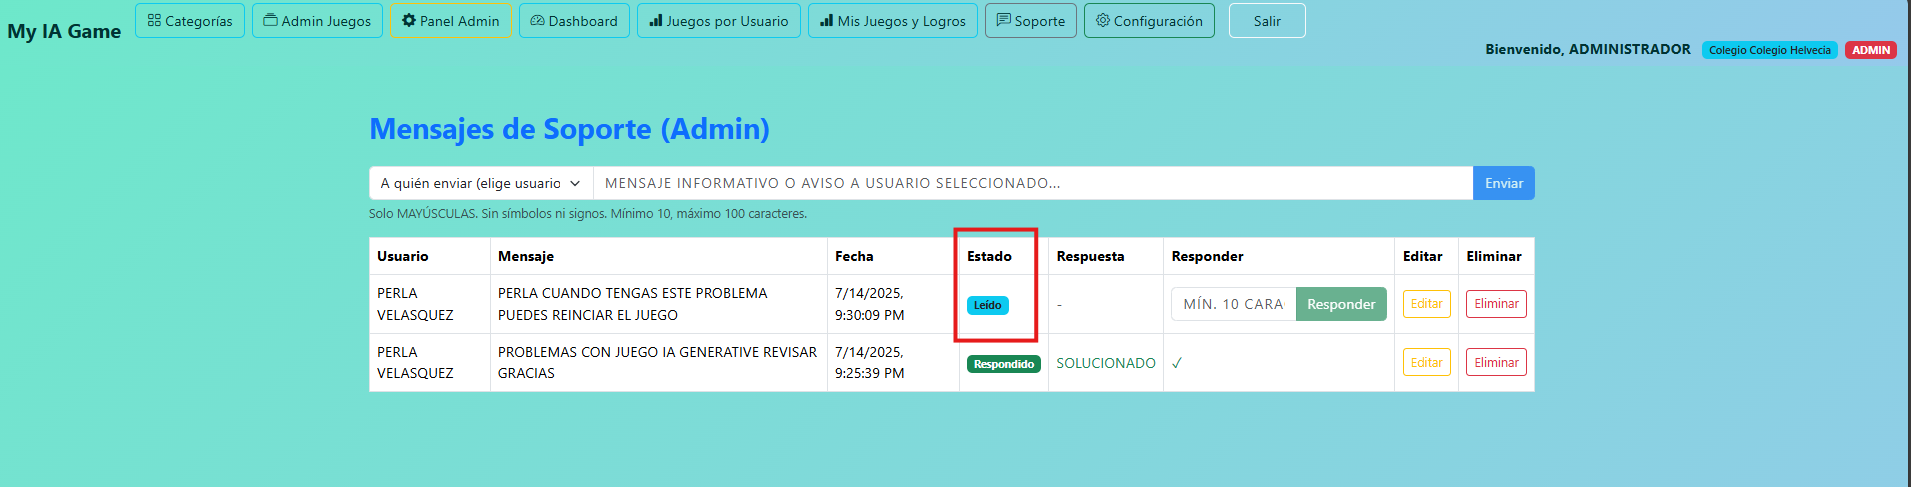 My IA Game
Categorías
Admin Juegos
Panel Admin
Dashboard
Juegos por Usuario
Mis Juegos y Logros
Soporte
Configuración
Salir
Bienvenido, ADMINISTRADOR Colegio Colegio Helvecia ADMIN
Mensajes de Soporte (Admin)
A quién enviar (elige usuario MENSAJE INFORMATIVO O AVISO A USUARIO SELECCIONADO... Enviar
Solo MAYÚSCULAS. Sin símbolos ni signos. Mínimo 10, máximo 100 caracteres.
Usuario Mensaje Fecha Estado Respuesta Responder Editar Eliminar
PERLA VELASQUEZ
PERLA CUANDO TENGAS ESTE PROBLEMA
PUEDES REINCIAR EL JUEGO
7/14/2025,
9:30:09 PM
Leído
-
MÍN. 10 CARA Responder
Editar
Eliminar
PERLA VELASQUEZ
PROBLEMAS CON JUEGO IA GENERATIVE REVISAR
GRACIAS
7/14/2025,
9:25:39 PM
Respondido
SOLUCIONADO
✓
Editar
Eliminar